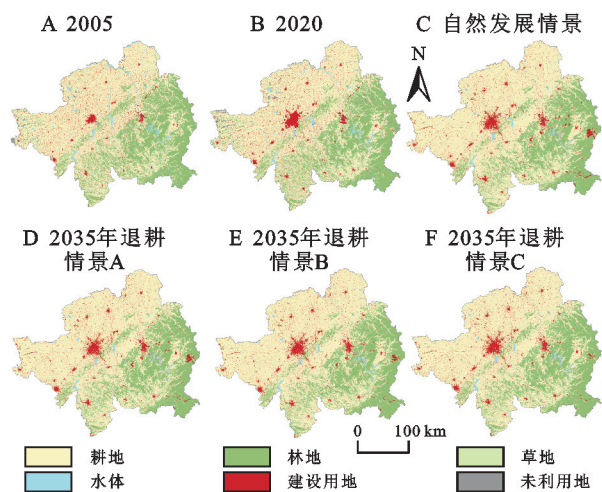 A 2005
B 2020
C 自然发展情景
N
D 2035年退耕
情景A
E 2035年退耕
情景B
F 2035年退耕
情景C
0 100 km
耕地
林地
草地
水体
建设用地
未利用地